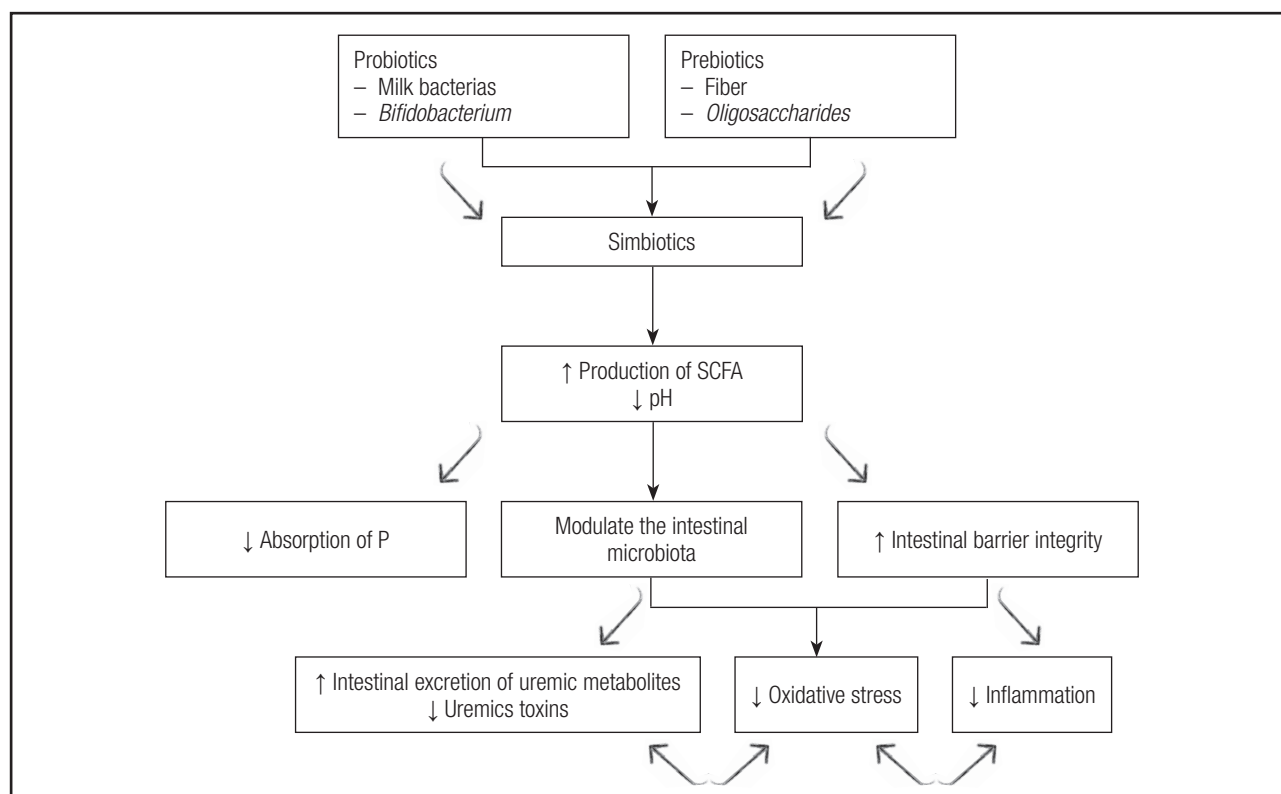 Probiotics
– Milk bacterias
– Bifidobacterium
Prebiotics
– Fiber
– Oligosaccharides
Simbiotics
↑ Production of SCFA
↓ pH
↓ Absorption of P
Modulate the intestinal
microbiota
↑ Intestinal barrier integrity
↑ Intestinal excretion of uremic metabolites
↓ Uremics toxins
↓ Oxidative stress
↓ Inflammation